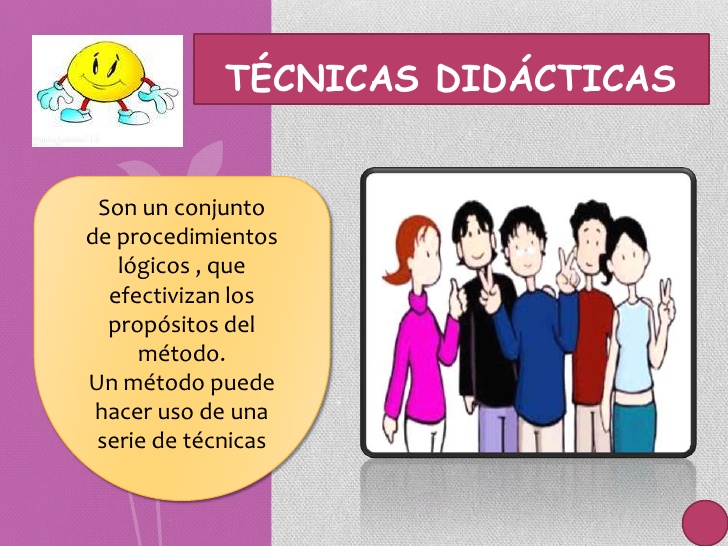 TÉCNICAS DIDÁCTICAS
Son un conjunto
de procedimientos
lógicos , que
efectivizan los
propósitos del
método.
Un método puede
hacer uso de una
serie de técnicas